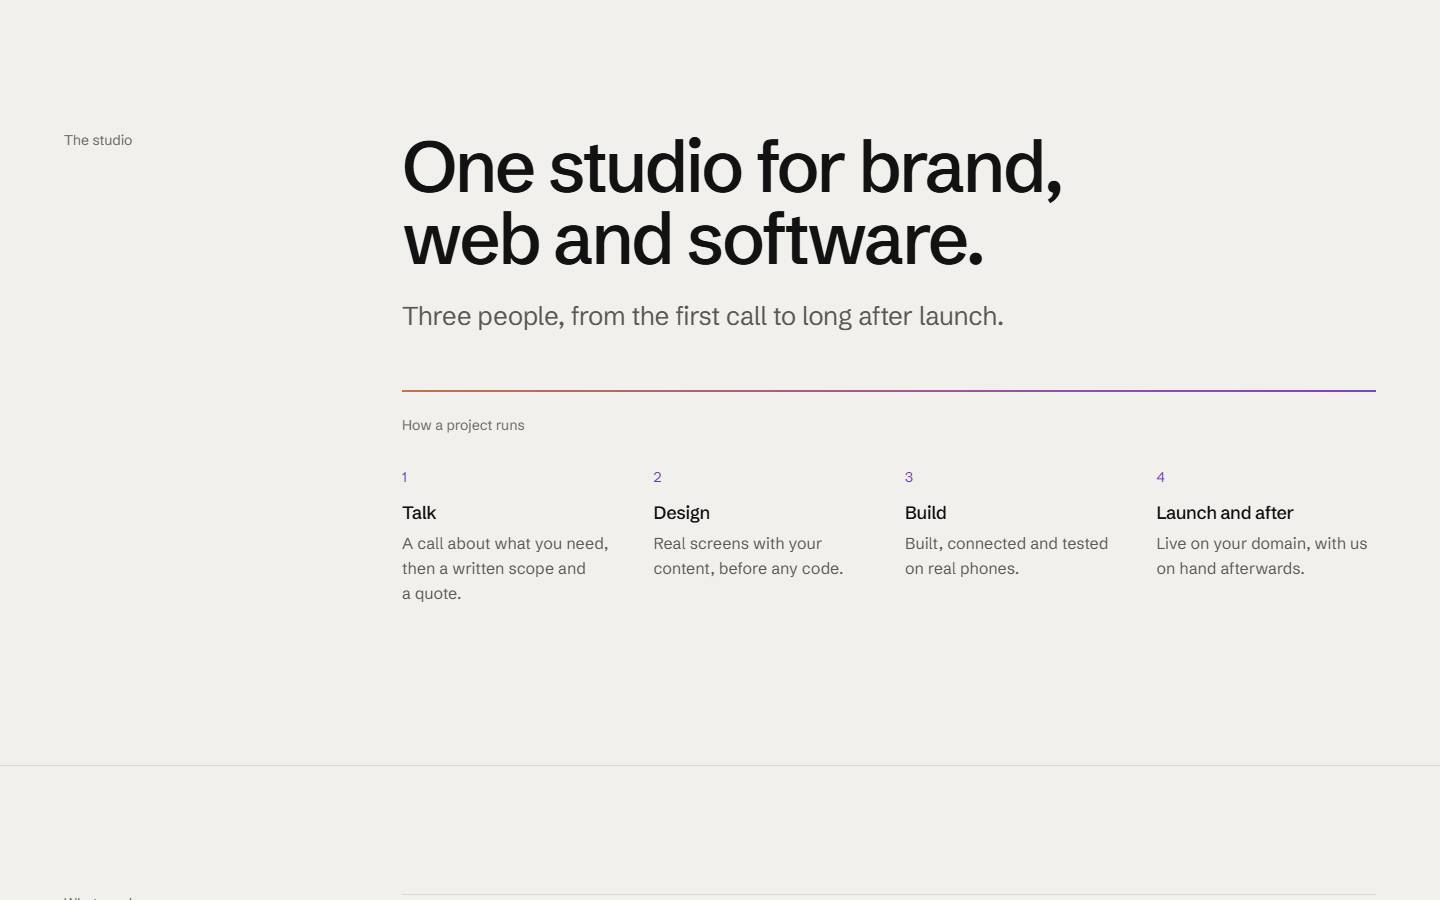 The studio
One studio for brand,
web and software.
Three people, from the first call to long after launch.
How a project runs
1
Talk
A call about what you need,
then a written scope and
a quote.
2
Design
Real screens with your
content, before any code.
3
Build
Built, connected and tested
on real phones.
4
Launch and after
Live on your domain, with us
on hand afterwards.